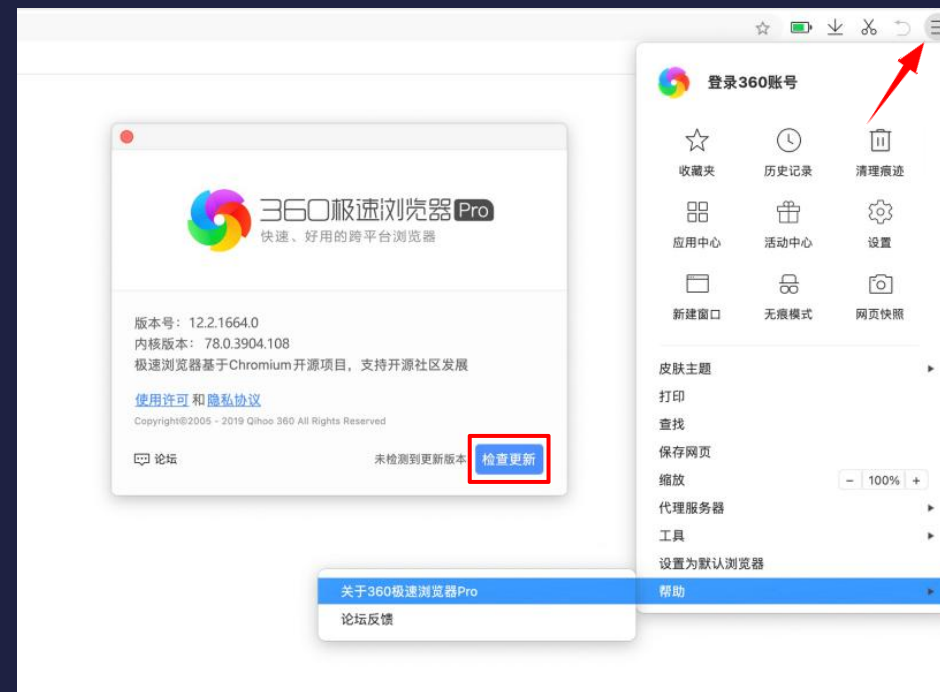 登录360账号
收藏夹 历史记录 清理痕迹
应用中心 活动中心 设置
新建窗口 无痕模式 网页快照
皮肤主题
打印
查找
保存网页
缩放 － 100% ＋
代理服务器
工具
设置为默认浏览器
帮助
关于360极速浏览器Pro
论坛反馈
360极速浏览器 Pro
快速、好用的跨平台浏览器
版本号： 12.2.1664.0
内核版本： 78.0.3904.108
极速浏览器基于Chromium开源项目，支持开源社区发展
使用许可 和 隐私协议
Copyright©2005 - 2019 Qihoo 360 All Rights Reserved
论坛 未检测到更新版本 检查更新